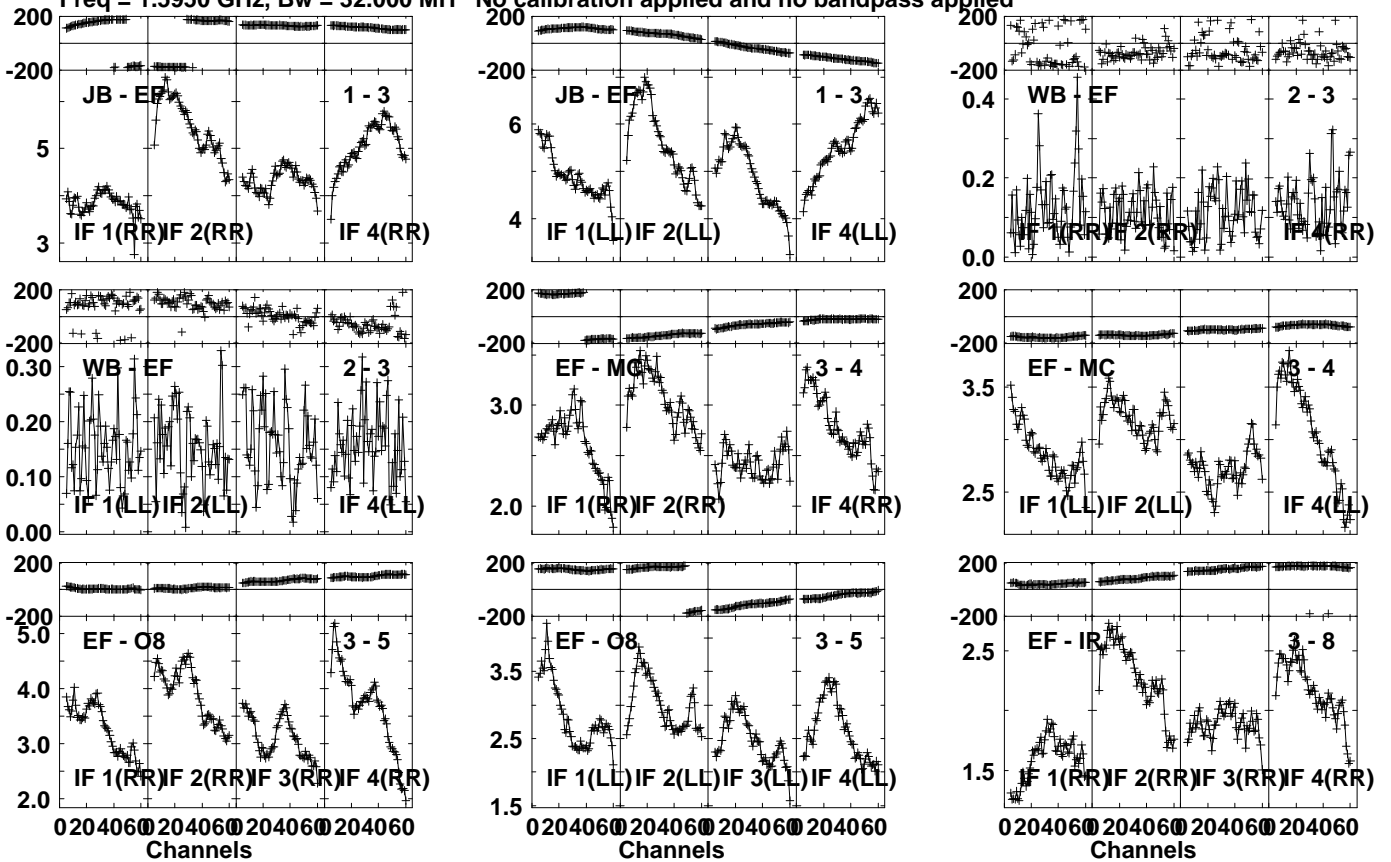 Freq = 1.5950 GHz, Bw = 32.000 MH No calibration applied and no bandpass applied
200
-200
JB - EF 1 - 3
5
3
IF 1(RR) IF 2(RR) IF 4(RR)
200
-200
JB - EF 1 - 3
6
4
IF 1(LL) IF 2(LL) IF 4(LL)
200
-200
WB - EF 2 - 3
0.4
0.2
0.0
IF 1(RR) IF 2(RR) IF 4(RR)
200
-200
WB - EF 2 - 3
0.30
0.20
0.10
0.00
IF 1(LL) IF 2(LL) IF 4(LL)
200
-200
EF - MC 3 - 4
3.0
2.0
IF 1(RR) IF 2(RR) IF 4(RR)
200
-200
EF - MC 3 - 4
3.5
2.5
IF 1(LL) IF 2(LL) IF 4(LL)
200
-200
EF - O8 3 - 5
5.0
4.0
3.0
2.0
IF 1(RR) IF 2(RR) IF 3(RR) IF 4(RR)
0 20 40 60 0 20 40 60 0 20 40 60 0 20 40 60
Channels
200
-200
EF - O8 3 - 5
3.5
2.5
1.5
IF 1(LL) IF 2(LL) IF 3(LL) IF 4(LL)
0 20 40 60 0 20 40 60 0 20 40 60 0 20 40 60
Channels
200
-200
EF - IR 3 - 8
2.5
1.5
IF 1(RR) IF 2(RR) IF 3(RR) IF 4(RR)
0 20 40 60 0 20 40 60 0 20 40 60 0 20 40 60
Channels